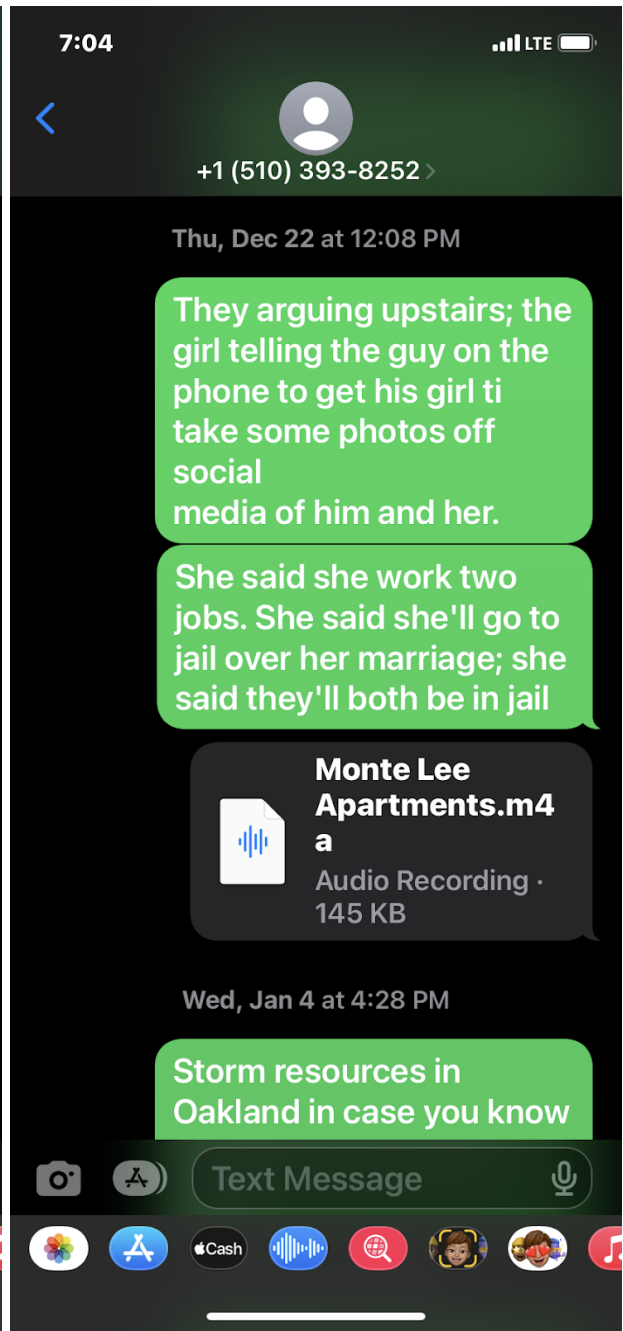 7:04
LTE
+1 (510) 393-8252
Thu, Dec 22 at 12:08 PM
They arguing upstairs; the
girl telling the guy on the
phone to get his girl ti
take some photos off
social
media of him and her.
She said she work two
jobs. She said she'll go to
jail over her marriage; she
said they'll both be in jail
Monte Lee
Apartments.m4
a
Audio Recording ·
145 KB
Wed, Jan 4 at 4:28 PM
Storm resources in
Oakland in case you know
Text Message
Cash